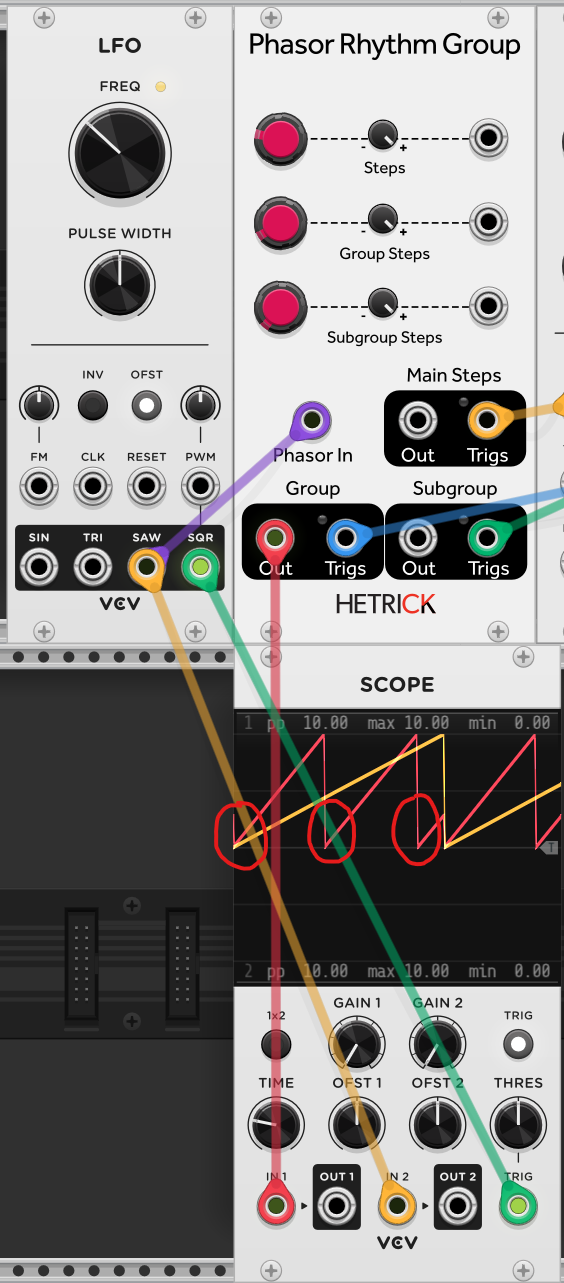 LFO
FREQ
PULSE WIDTH
INV OFST
FM CLK RESET PWM
SIN TRI SAW SQR
VCV
Phasor Rhythm Group
- +
Steps
- +
Group Steps
- +
Subgroup Steps
Main Steps
Phasor In
Out Trigs
Group Subgroup
Out Trigs Out Trigs
HETRICK
SCOPE
1 pp 10.00 max 10.00 min 0.00
T
2 pp 10.00 max 10.00 min 0.00
GAIN 1 GAIN 2
1x2 TRIG
TIME OFST 1 OFST 2 THRES
IN 1 OUT 1 IN 2 OUT 2 TRIG
VCV